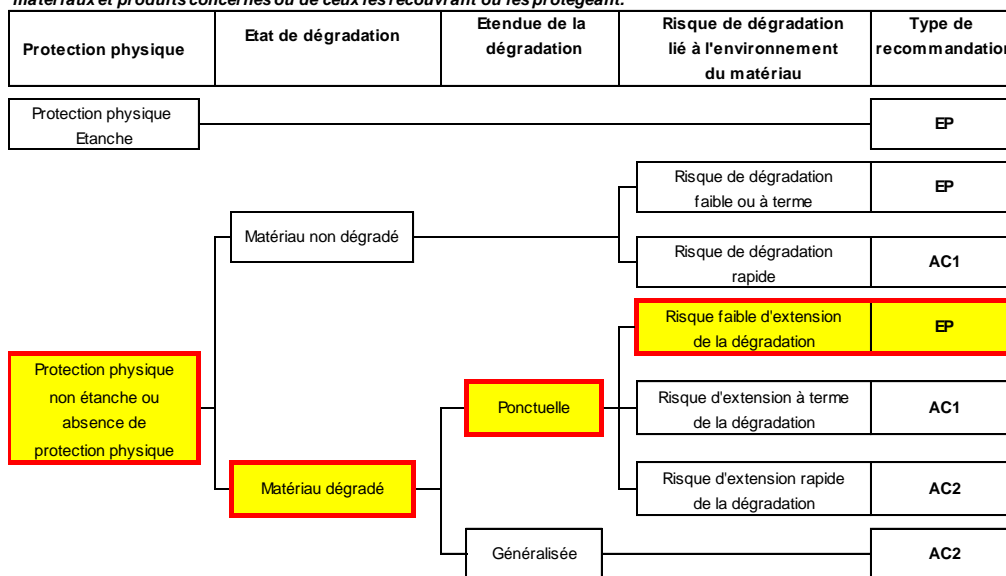 matériaux et produits concernés ou de ceux les recouvrant ou les protégeant.
Protection physique
Etat de dégradation
Etendue de la
dégradation
Risque de dégradation
lié à l'environnement
du matériau
Type de
recommandation
Protection physique
Etanche
EP
Risque de dégradation
faible ou à terme
EP
Matériau non dégradé
Risque de dégradation
rapide
AC1
Risque faible d'extension
de la dégradation
EP
Protection physique
non étanche ou
absence de
protection physique
Ponctuelle
Risque d'extension à terme
de la dégradation
AC1
Matériau dégradé
Risque d'extension rapide
de la dégradation
AC2
Généralisée
AC2